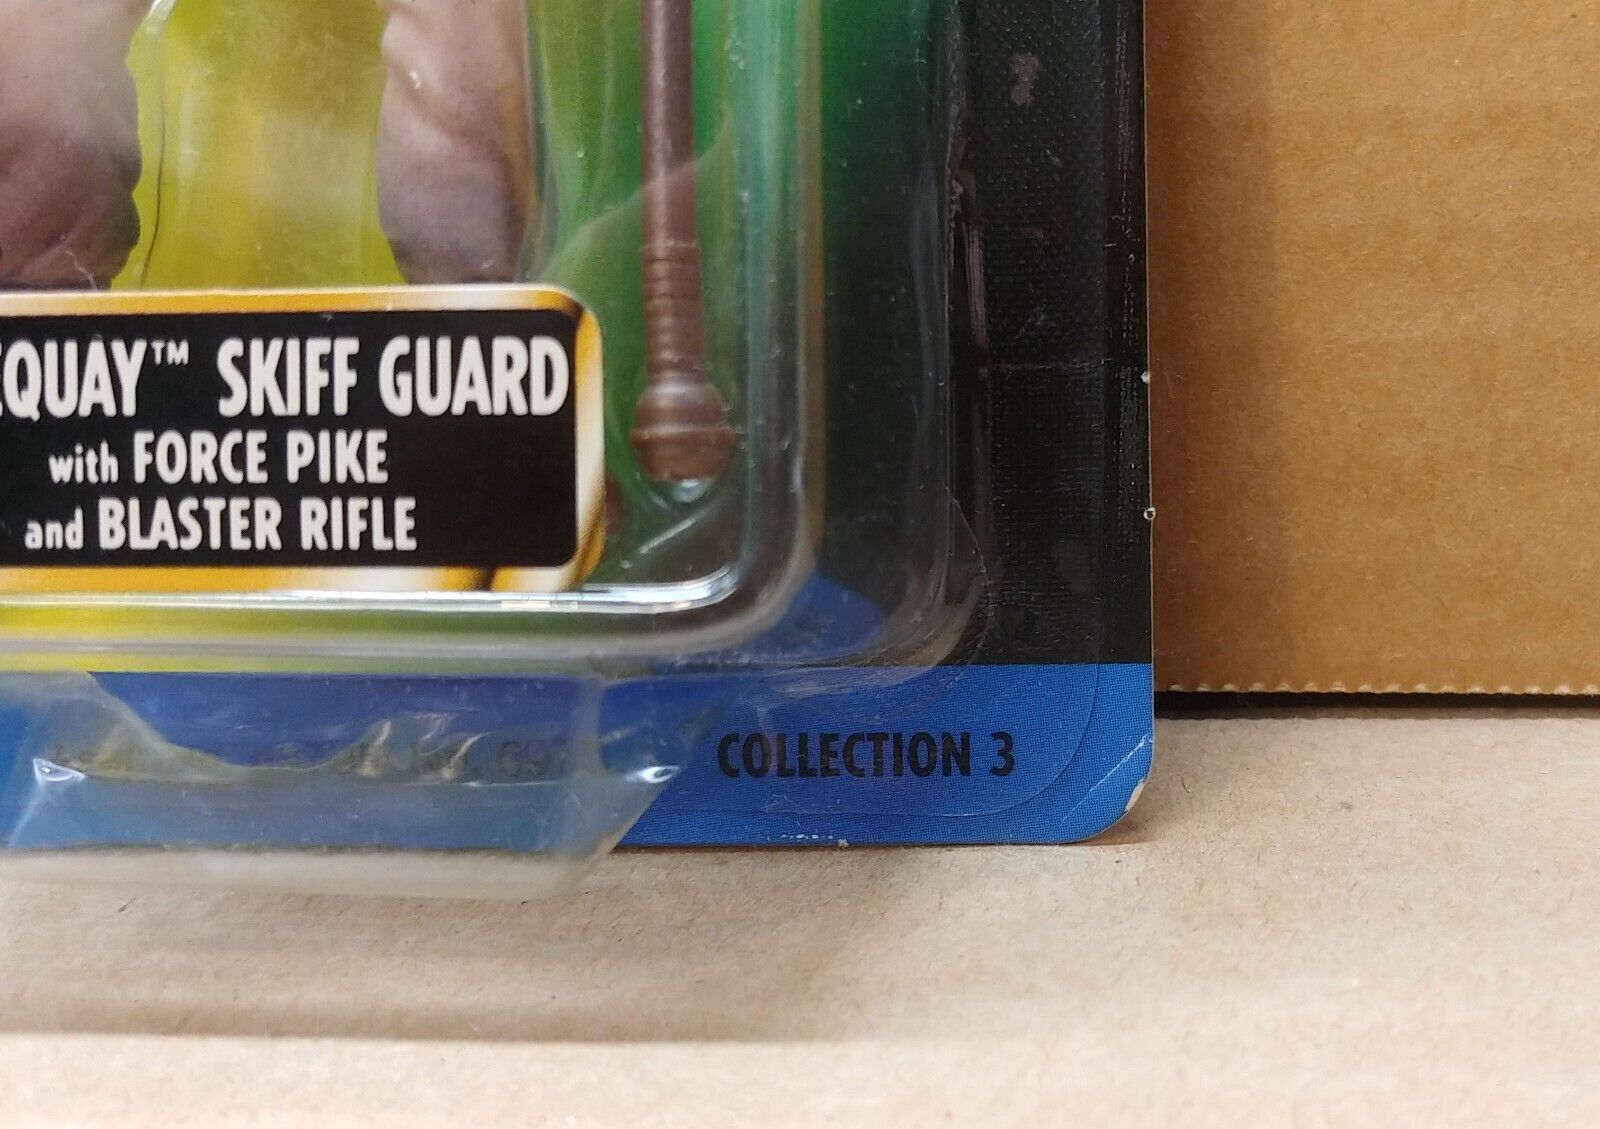 EQUAY™ SKIFF GUARD
with FORCE PIKE
and BLASTER RIFLE
COLLECTION 3